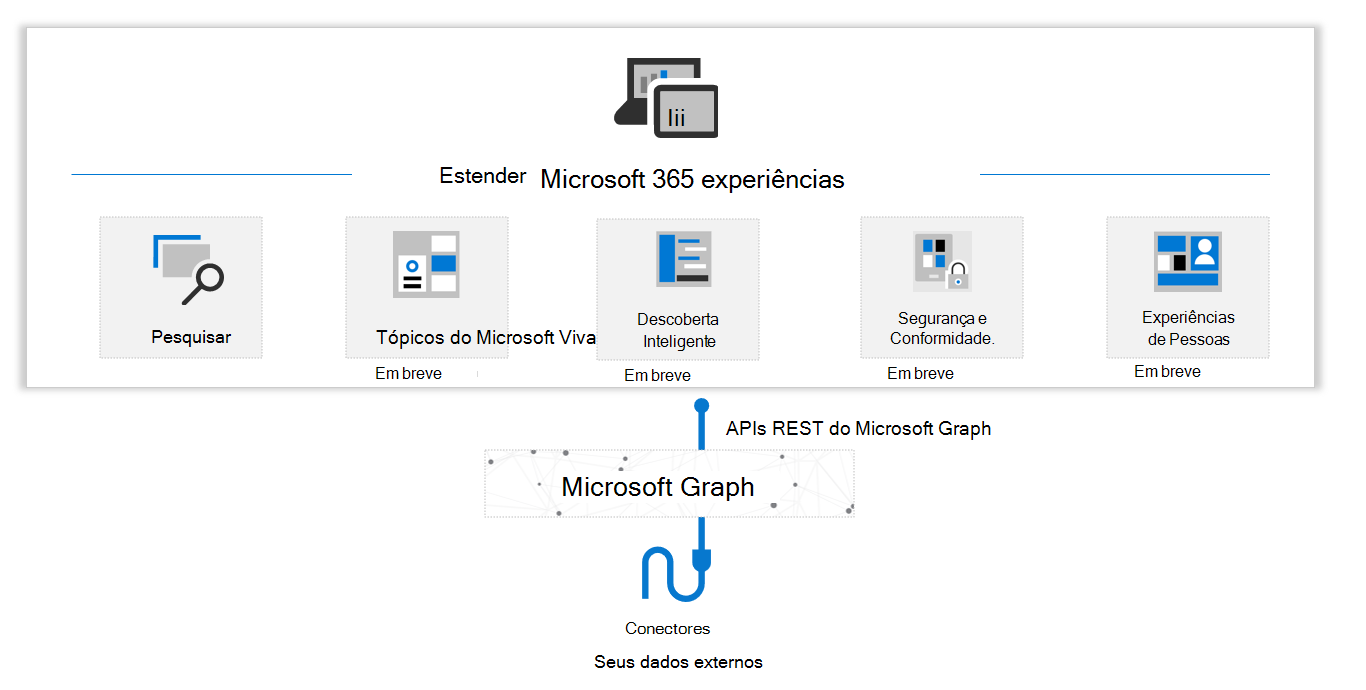 lii
Estender Microsoft 365 experiências
Pesquisar
Tópicos do Microsoft Viva
Em breve
Descoberta
Inteligente
Em breve
Segurança e
Conformidade.
Em breve
Experiências
de Pessoas
Em breve
APIs REST do Microsoft Graph
Microsoft Graph
Conectores
Seus dados externos